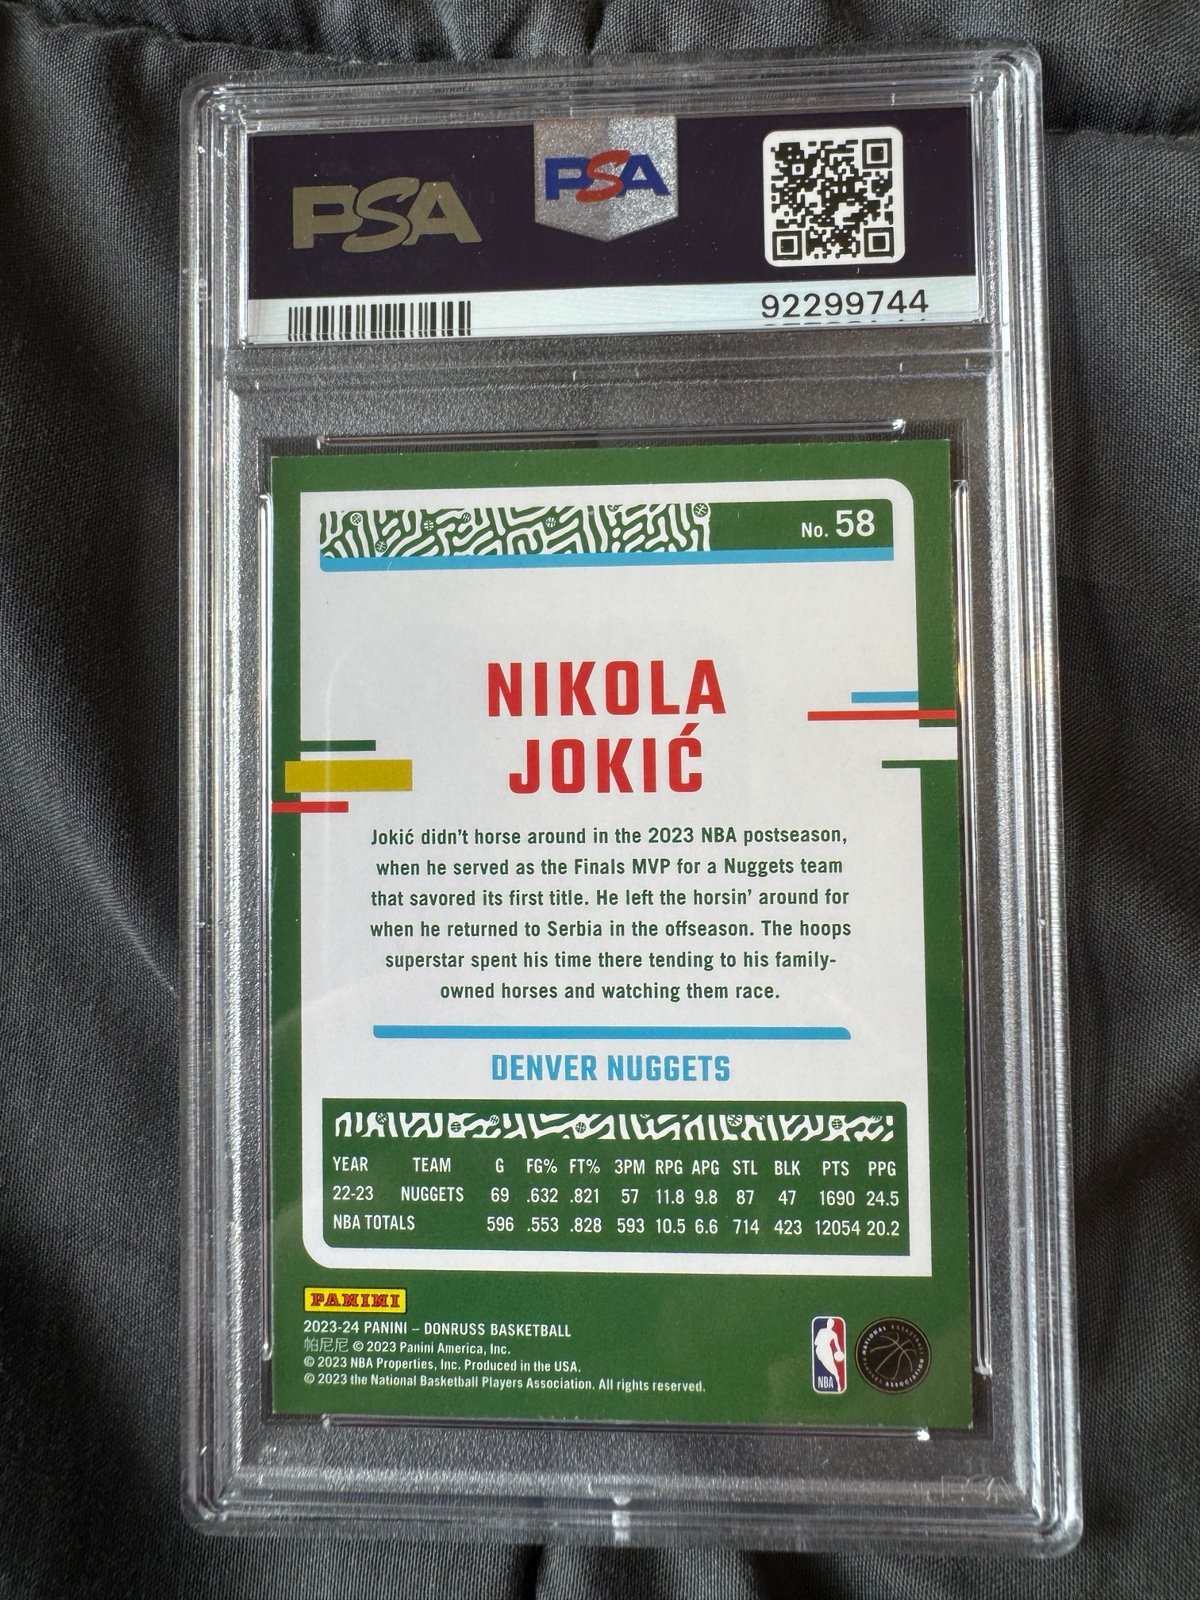 PSA
PSA
92299744
No. 58
NIKOLA
JOKIĆ
Jokić didn't horse around in the 2023 NBA postseason,
when he served as the Finals MVP for a Nuggets team
that savored its first title. He left the horsin' around for
when he returned to Serbia in the offseason. The hoops
superstar spent his time there tending to his family-
owned horses and watching them race.
DENVER NUGGETS
YEAR TEAM G FG% FT% 3PM RPG APG STL BLK PTS PPG
22-23 NUGGETS 69 .632 .821 57 11.8 9.8 87 47 1690 24.5
NBA TOTALS 596 .553 .828 593 10.5 6.6 714 423 12054 20.2
PANINI
2023-24 PANINI – DONRUSS BASKETBALL
帕尼尼 © 2023 Panini America, Inc.
© 2023 NBA Properties, Inc. Produced in the USA.
© 2023 the National Basketball Players Association. All rights reserved.
NBA
NATIONAL BASKETBALL
PLAYERS ASSOCIATION